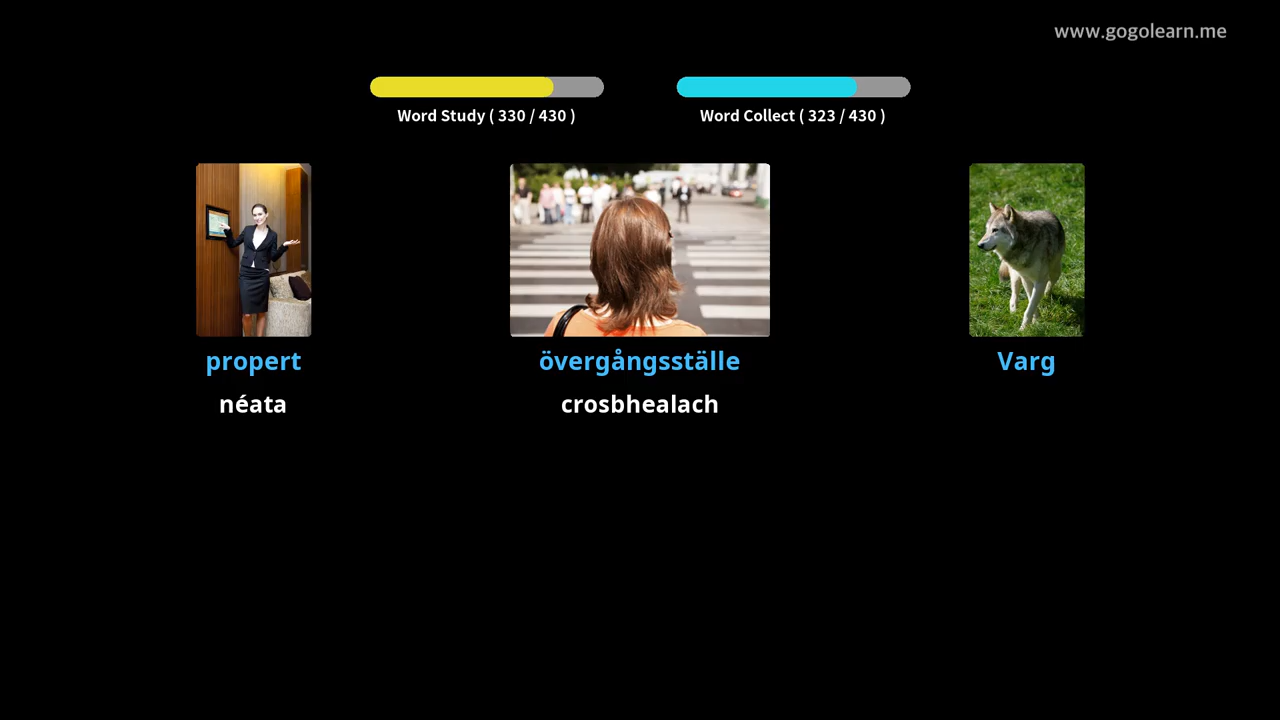 www.gogolearn.me
Word Study ( 330 / 430 )
Word Collect ( 323 / 430 )
propert
övergångsställe
Varg
néata
crosbhealach